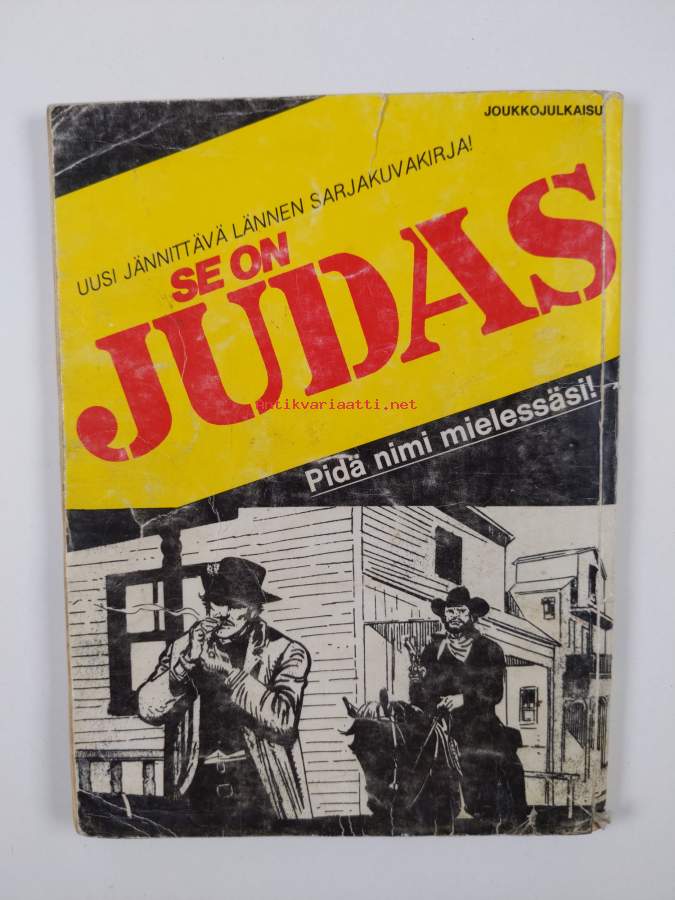 JOUKKOJULKAISU
UUSI JÄNNITTÄVÄ LÄNNEN SARJAKUVAKIRJA!
SE ON
JUDAS
antikvariaatti.net
Pidä nimi mielessäsi!